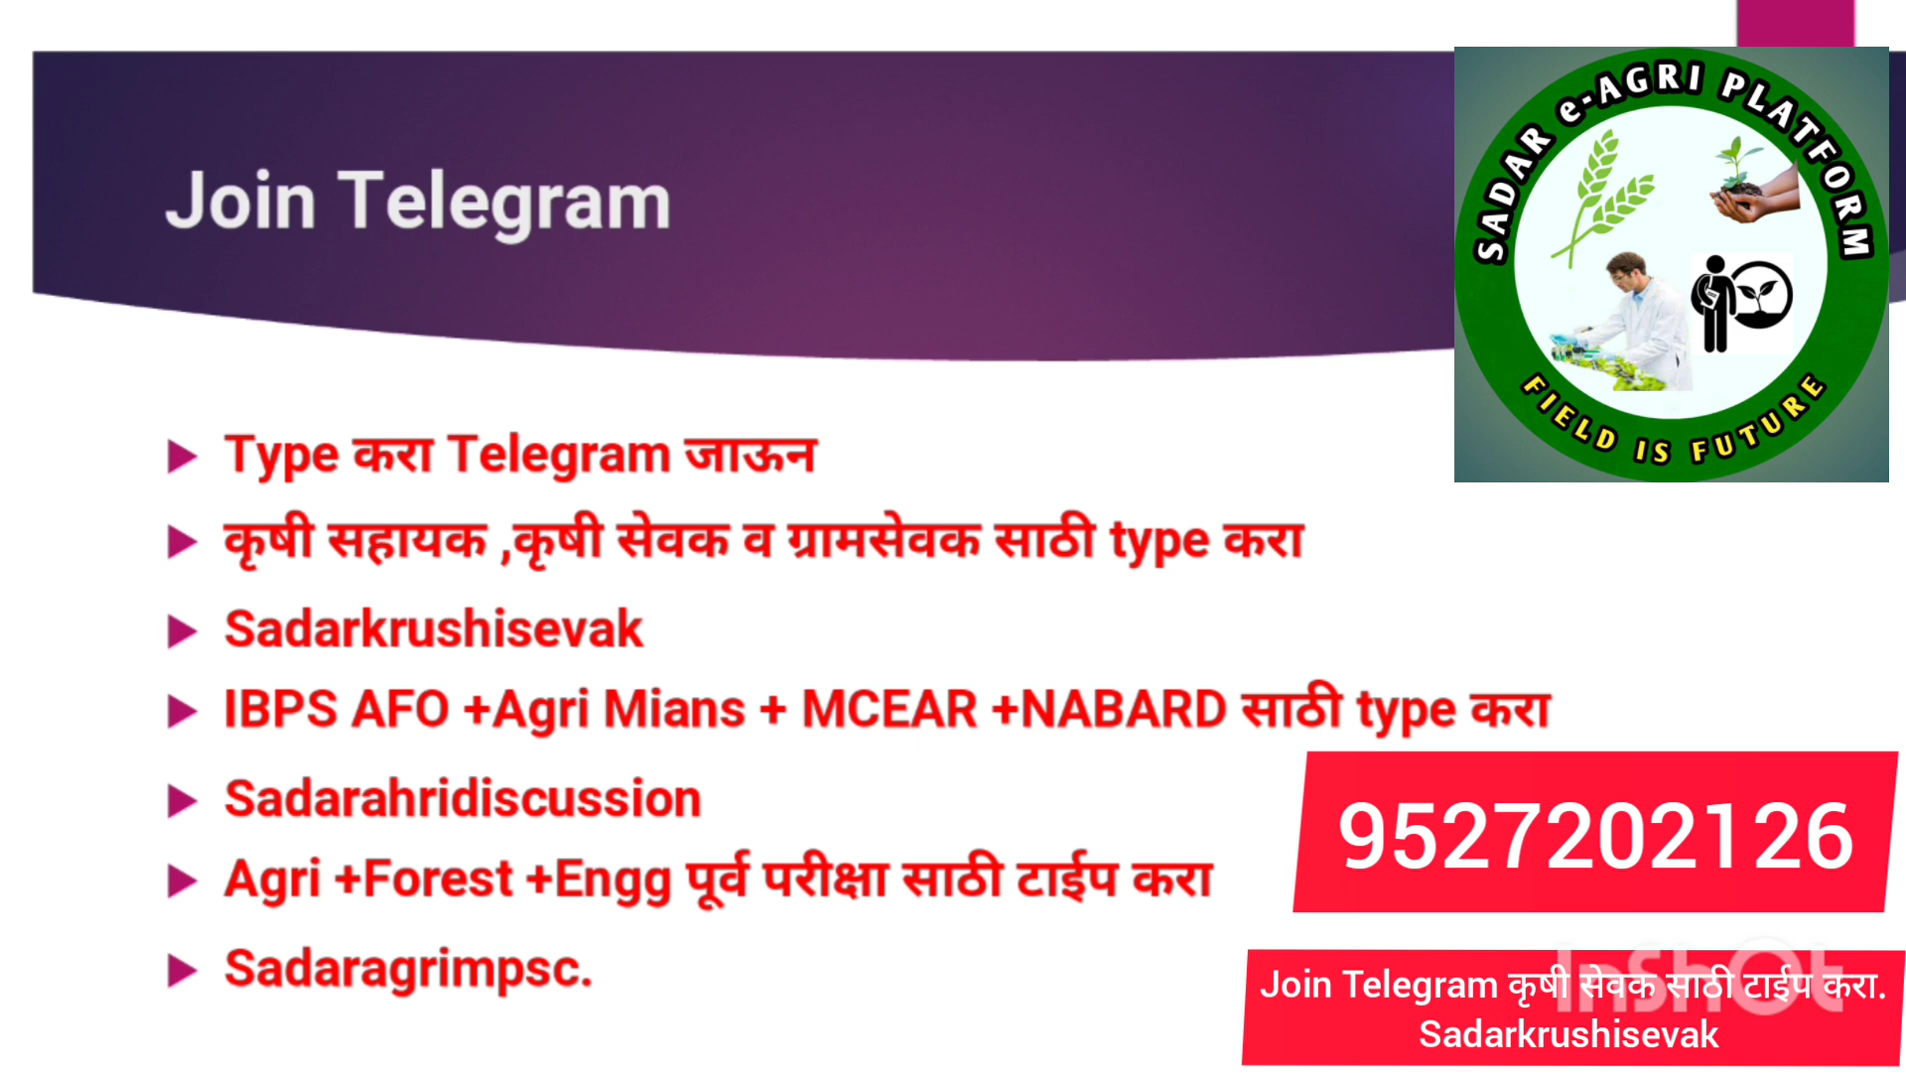 SADAR e-AGRI PLATFORM
FIELD IS FUTURE
Join Telegram
Type करा Telegram जाऊन
कृषी सहायक ,कृषी सेवक व ग्रामसेवक साठी type करा
Sadarkrushisevak
IBPS AFO +Agri Mians + MCEAR +NABARD साठी type करा
Sadarahridiscussion
Agri +Forest +Engg पूर्व परीक्षा साठी टाईप करा
Sadaragrimpsc.
9527202126
Join Telegram कृषी सेवक साठी टाईप करा.
Sadarkrushisevak
InShOt